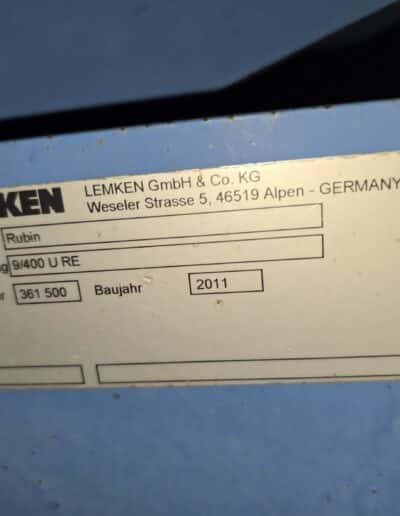 KEN LEMKEN GmbH & Co. KG
Weseler Strasse 5, 46519 Alpen - GERMANY
Rubin
g 9/400 U RE
r 361 500 Baujahr 2011